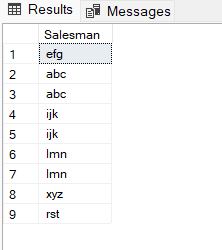 Results Messages
Salesman
1 efg
2 abc
3 abc
4 ijk
5 ijk
6 lmn
7 lmn
8 xyz
9 rst